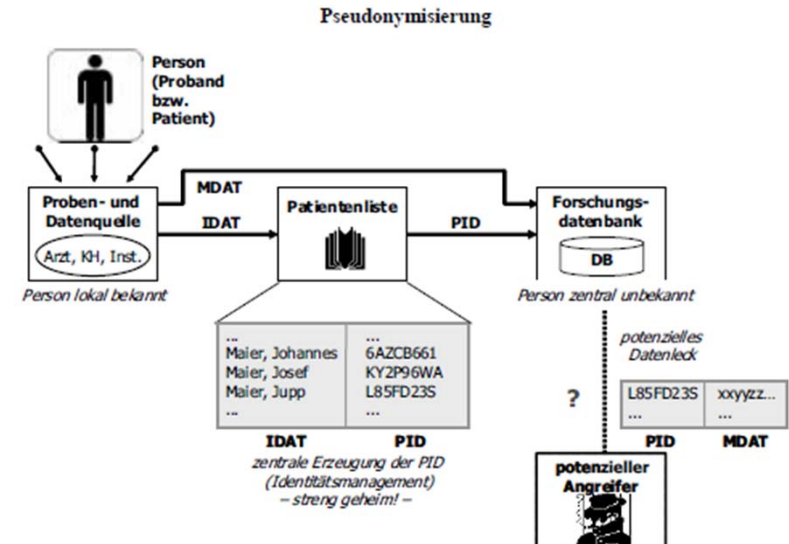 Pseudonymisierung
Person
(Proband
bzw.
Patient)
MDAT
Proben- und
Datenquelle
Arzt, KH, Inst.
Person lokal bekannt
IDAT
Patientenliste
PID
Forschungs-
datenbank
DB
Person zentral unbekannt
...
Maier, Johannes
Maier, Josef
Maier, Jupp
...
...
6AZCB661
KY2P96WA
L85FD23S
...
IDAT
PID
zentrale Erzeugung der PID
(Identitätsmanagement)
– streng geheim! –
potenzielles
Datenleck
?
L85FD23S
...
xxyyzz...
...
PID
MDAT
potenzieller
Angreifer